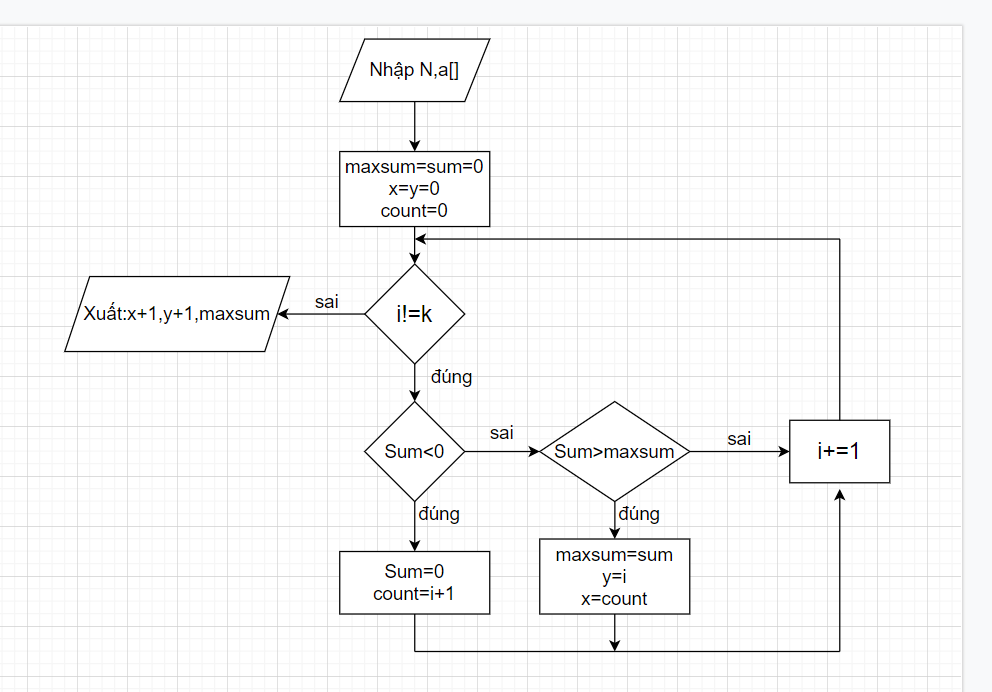 Nhập N,a[]
maxsum=sum=0
x=y=0
count=0
i!=k
sai
Xuất:x+1,y+1,maxsum
đúng
Sum<0
sai
Sum>maxsum
sai
i+=1
đúng
đúng
Sum=0
count=i+1
maxsum=sum
y=i
x=count